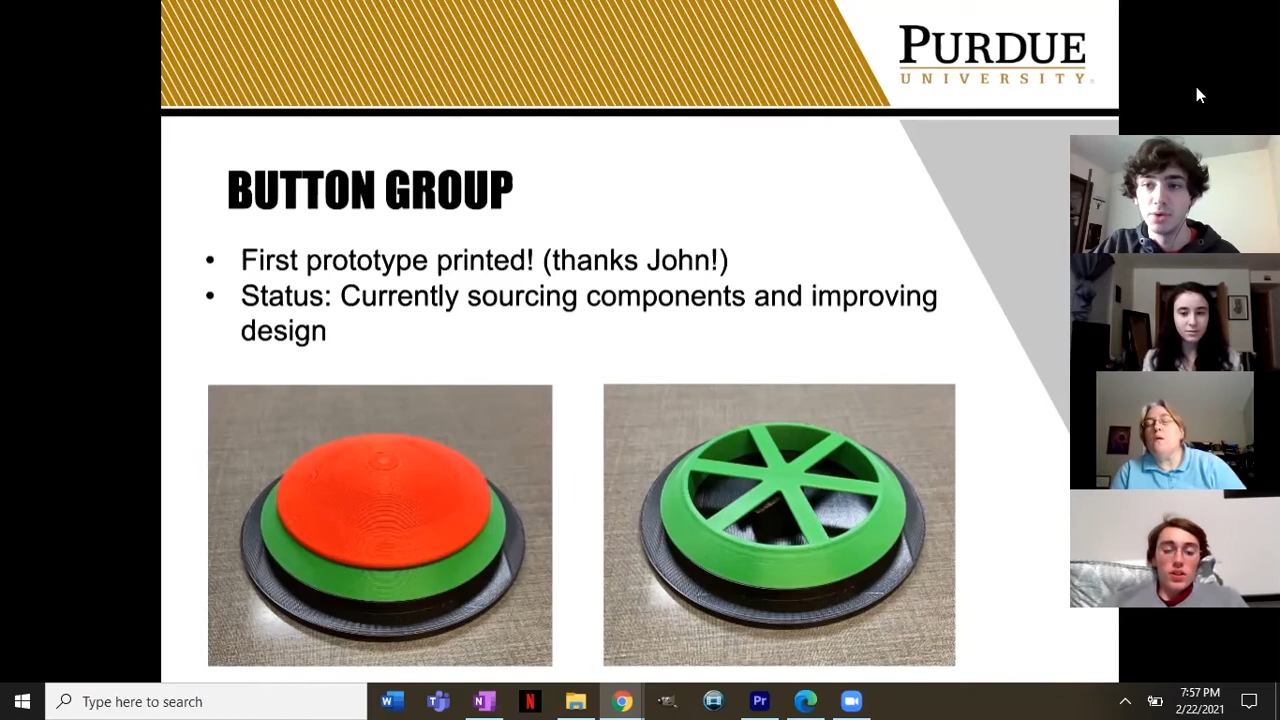 PURDUE
UNIVERSITY
BUTTON GROUP
• First prototype printed! (thanks John!)
• Status: Currently sourcing components and improving
design
Type here to search
7:57 PM
2/22/2021